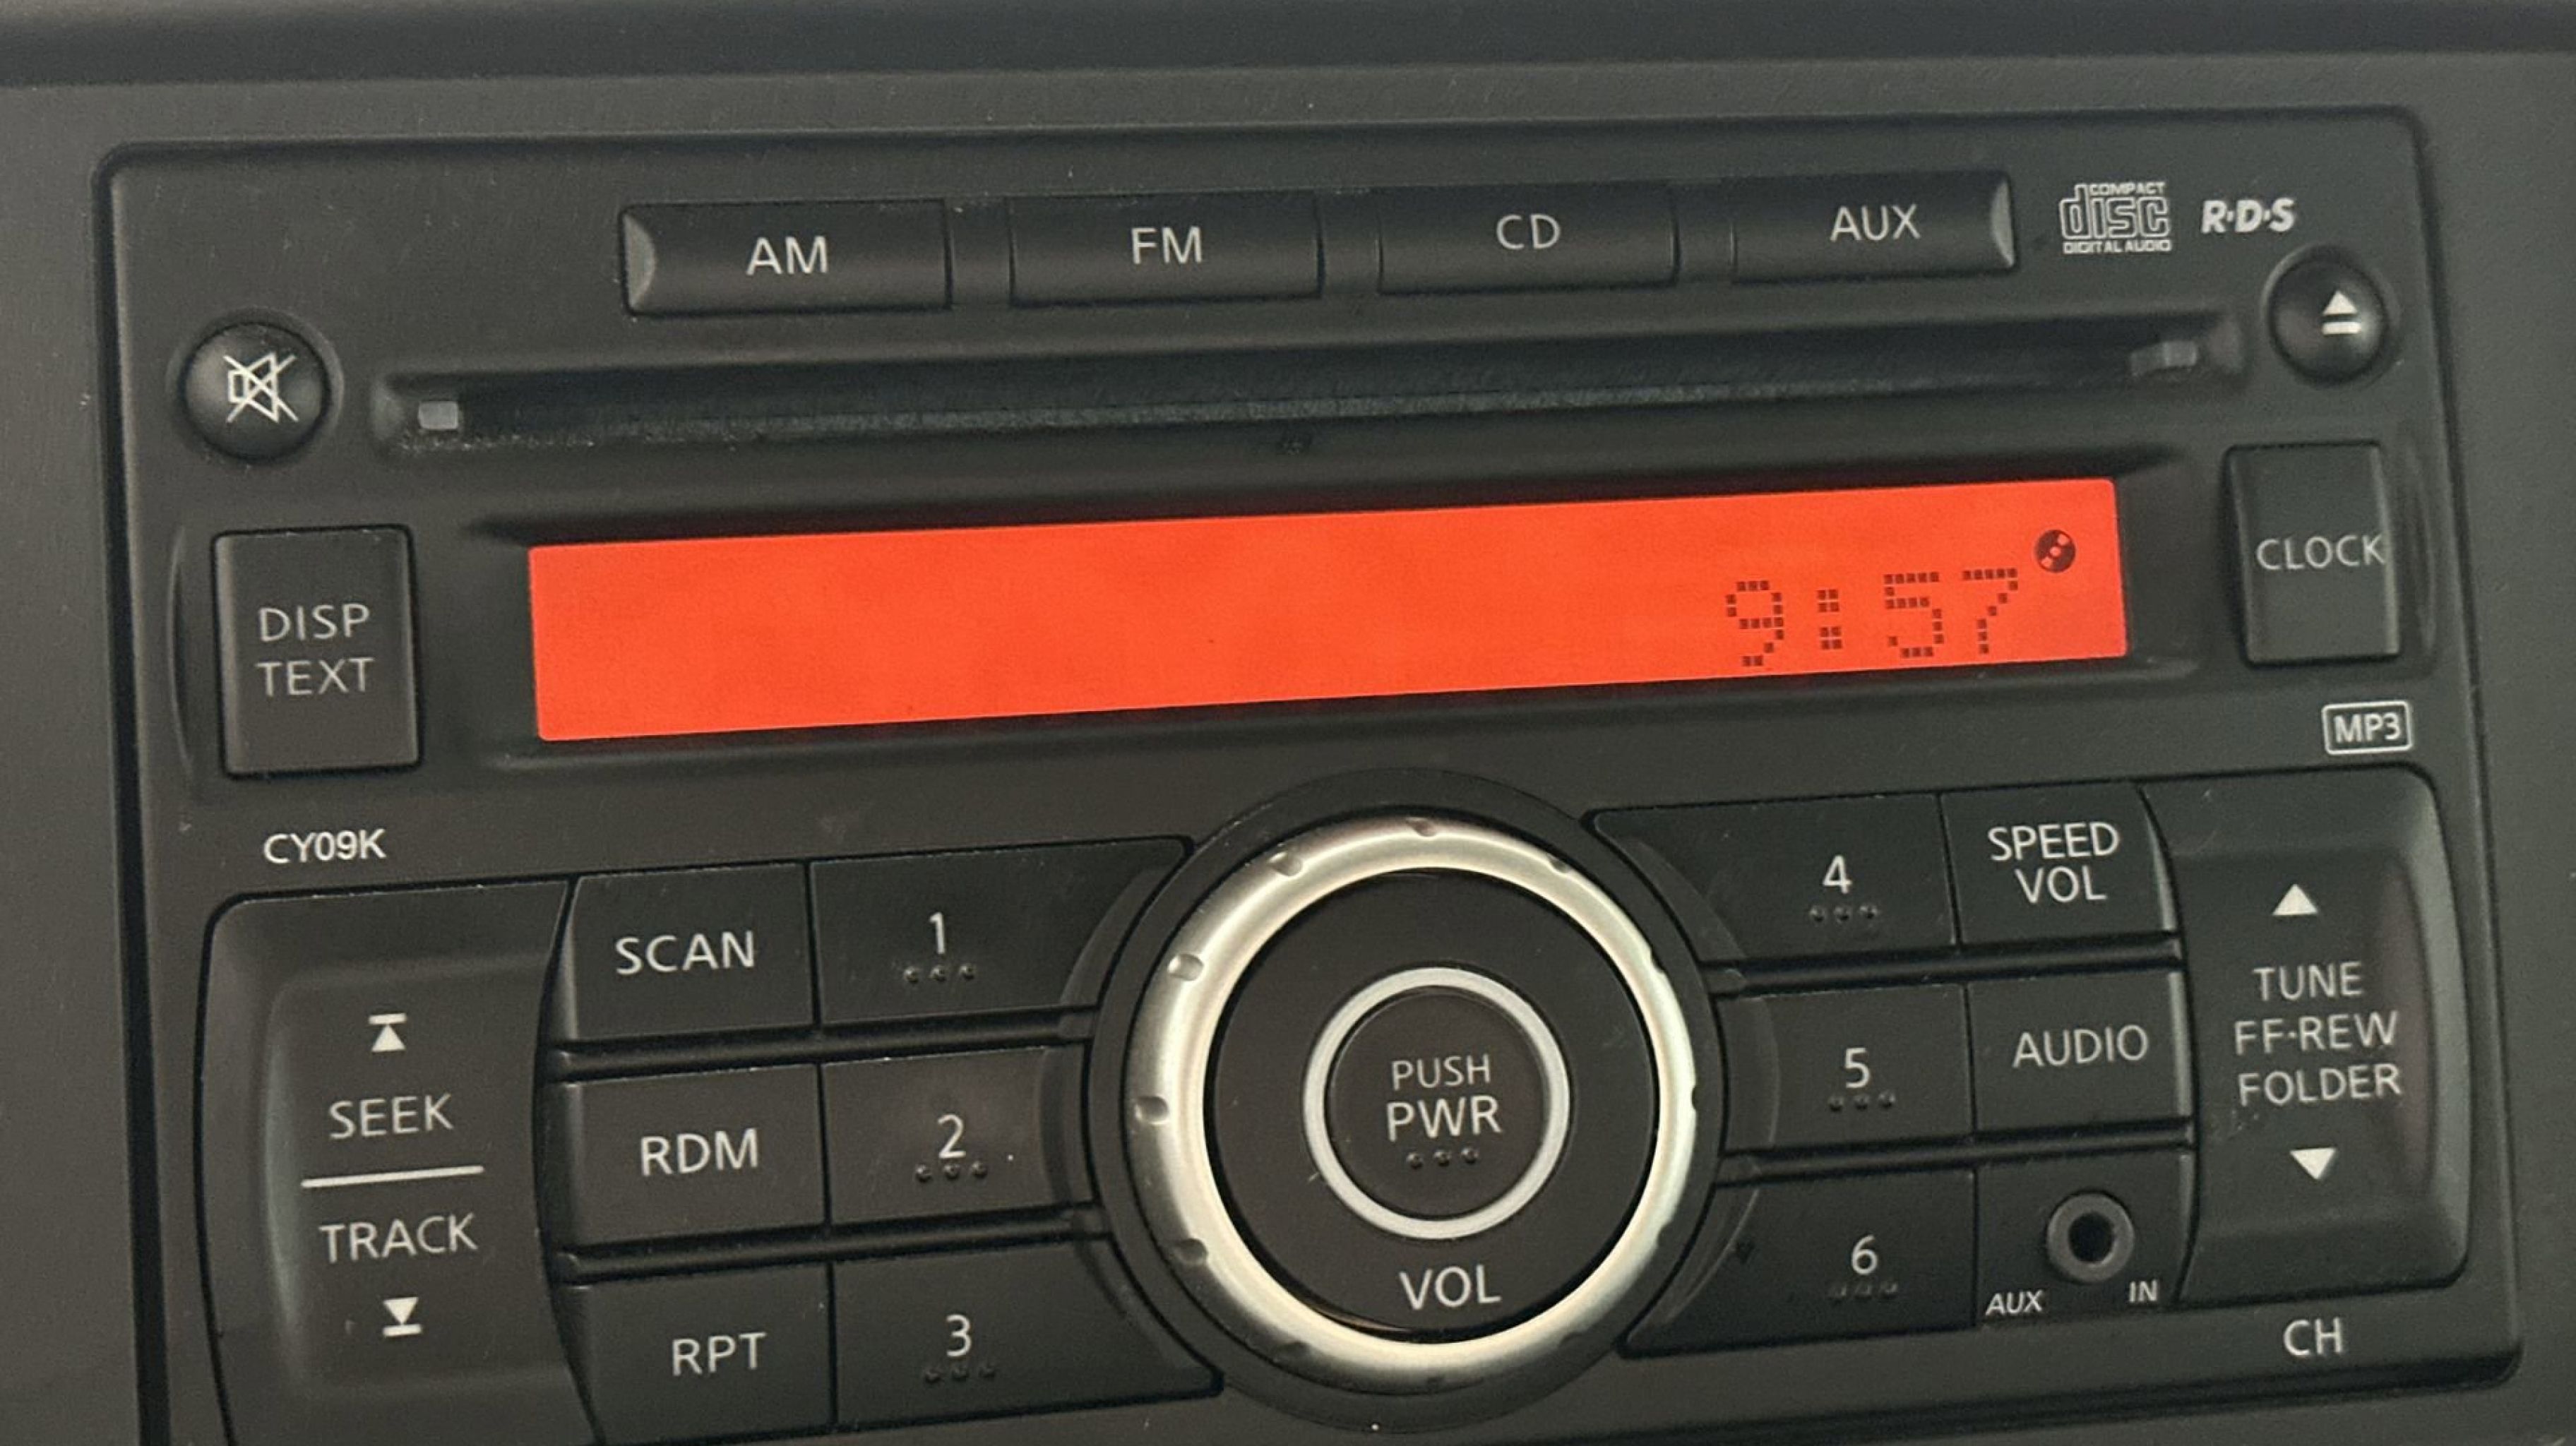 AM
FM
CD
AUX
COMPACT
disc
DIGITAL AUDIO
R·D·S
DISP
TEXT
9:57
CLOCK
MP3
CY09K
SEEK
TRACK
SCAN
1
RDM
2
RPT
3
PUSH
PWR
VOL
4
SPEED
VOL
5
AUDIO
6
AUX IN
TUNE
FF·REW
FOLDER
CH